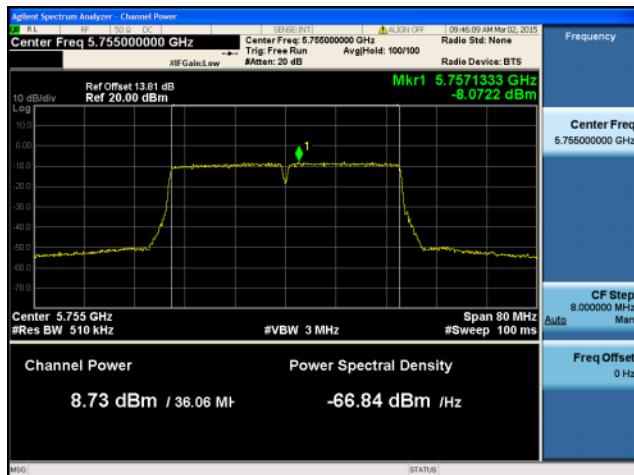 Agilent Spectrum Analyzer - Channel Power
RL RF 50 Ω DC SENSE:INT ALIGN OFF 09:46:09 AM Mar 02, 2015
Center Freq 5.755000000 GHz
Center Freq: 5.755000000 GHz
Radio Std: None
Trig: Free Run Avg|Hold: 100/100
#IFGain:Low #Atten: 20 dB Radio Device: BTS
Frequency
Mkr1 5.7571333 GHz
-8.0722 dBm
Ref Offset 13.81 dB
10 dB/div Ref 20.00 dBm
Log
10.0
0.00
-10.0
-20.0
-30.0
-40.0
-50.0
-60.0
-70.0
1
Center 5.755 GHz Span 80 MHz
#Res BW 510 kHz #VBW 3 MHz #Sweep 100 ms
Channel Power Power Spectral Density
8.73 dBm / 36.06 MH -66.84 dBm /Hz
Center Freq
5.755000000 GHz
CF Step
8.000000 MHz
Auto Man
Freq Offset
0 Hz
MSG STATUS